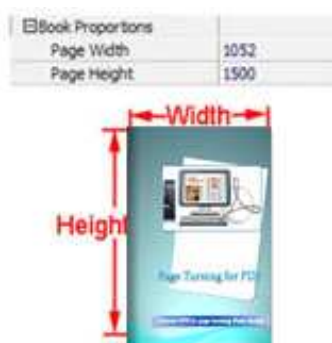 Book Proportions
Page Width 1052
Page Height 1500
Width
Height
Page Turning for PDF